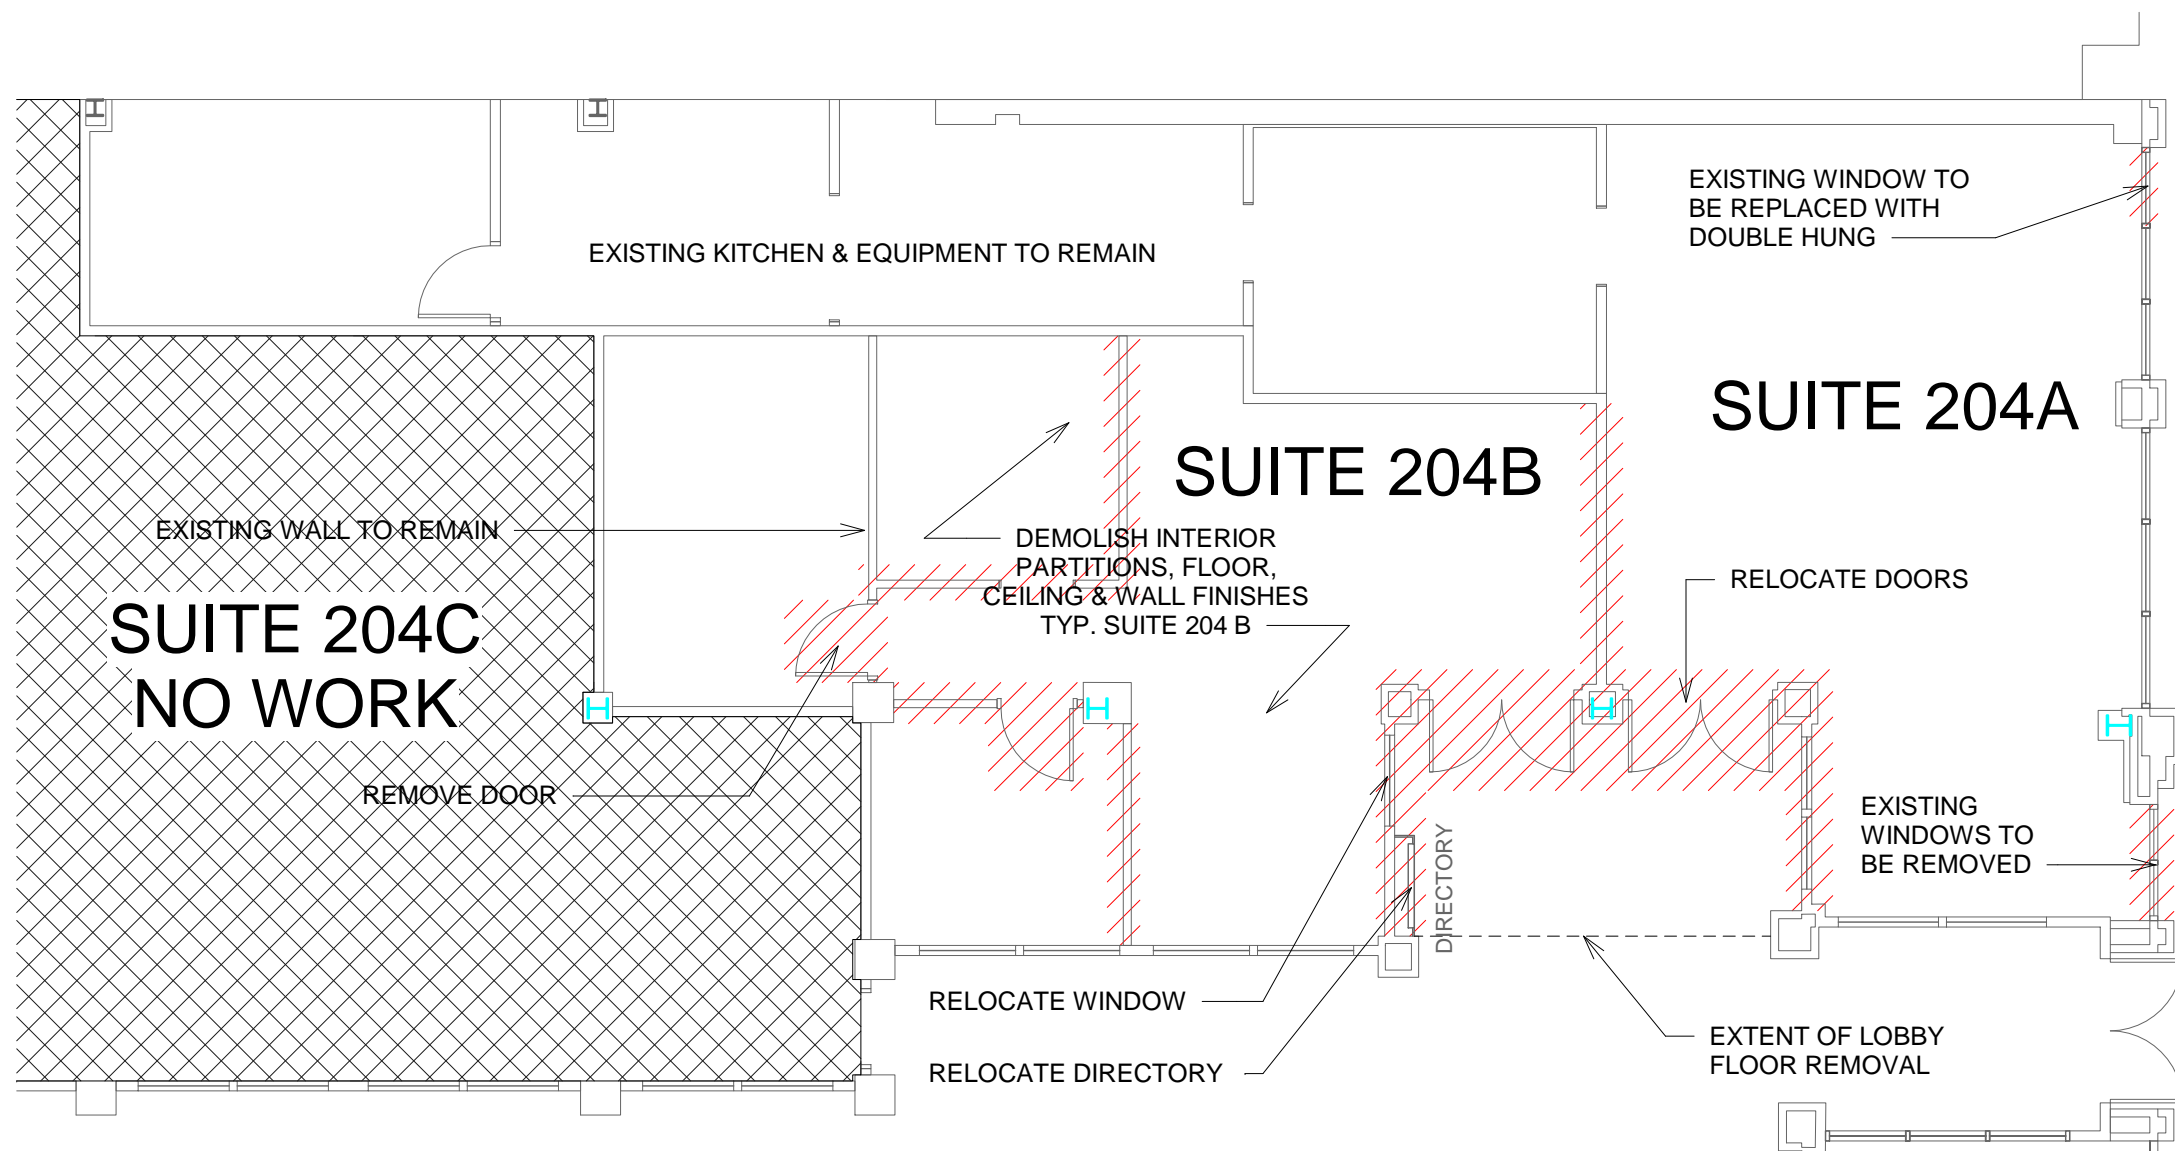 EXISTING WINDOW TO
BE REPLACED WITH
DOUBLE HUNG
EXISTING KITCHEN & EQUIPMENT TO REMAIN
SUITE 204A
SUITE 204B
EXISTING WALL TO REMAIN
DEMOLISH INTERIOR
PARTITIONS, FLOOR,
CEILING & WALL FINISHES
TYP. SUITE 204 B
RELOCATE DOORS
SUITE 204C
NO WORK
REMOVE DOOR
EXISTING
WINDOWS TO
BE REMOVED
DIRECTORY
RELOCATE WINDOW
RELOCATE DIRECTORY
EXTENT OF LOBBY
FLOOR REMOVAL